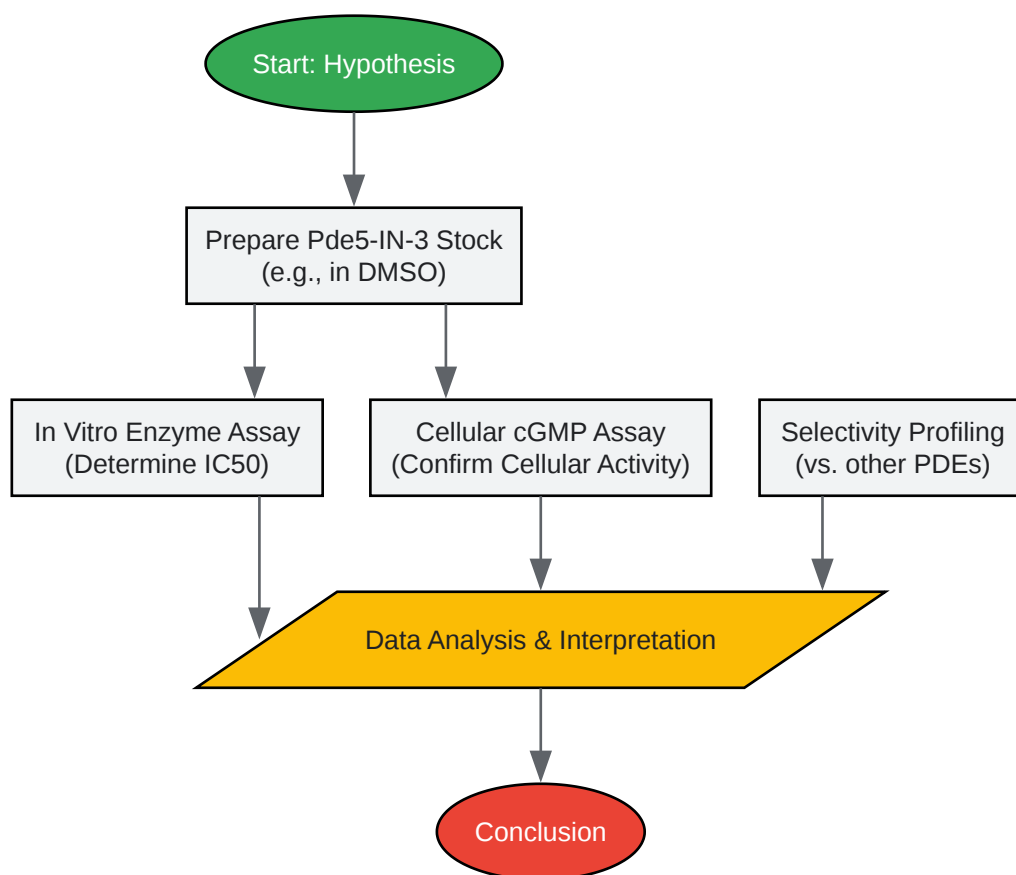 Start: Hypothesis
Prepare Pde5-IN-3 Stock
(e.g., in DMSO)
In Vitro Enzyme Assay
(Determine IC50)
Cellular cGMP Assay
(Confirm Cellular Activity)
Selectivity Profiling
(vs. other PDEs)
Data Analysis & Interpretation
Conclusion